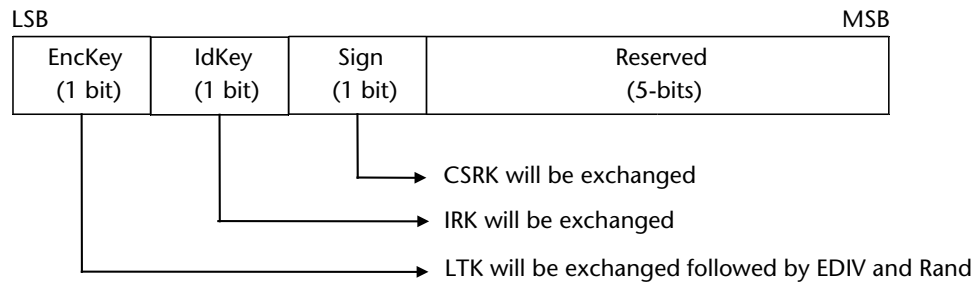 LSB MSB
EncKey IdKey Sign Reserved
(1 bit) (1 bit) (1 bit) (5-bits)
CSRK will be exchanged
IRK will be exchanged
LTK will be exchanged followed by EDIV and Rand